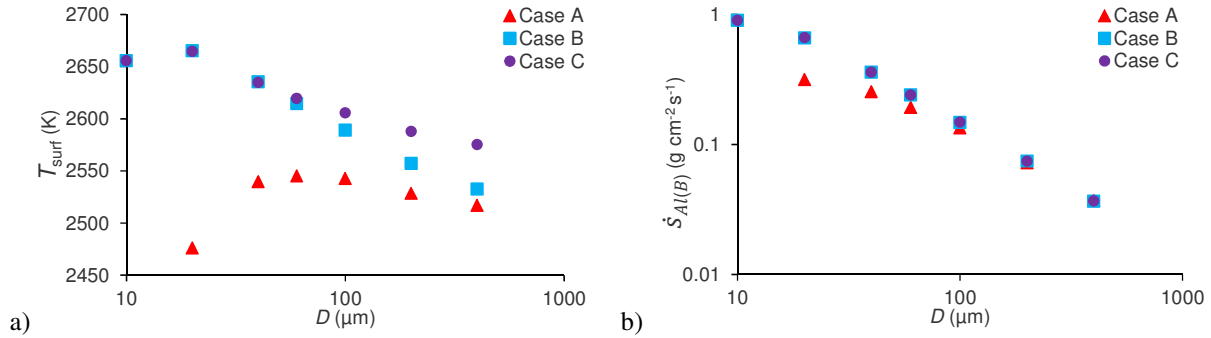 2700
2650
2600
2550
2500
2450
T_surf (K)
10
100
1000
D (μm)
Case A
Case B
Case C
a)
1
0.1
0.01
Ṡ_Al(B) (g cm⁻² s⁻¹)
10
100
1000
D (μm)
Case A
Case B
Case C
b)